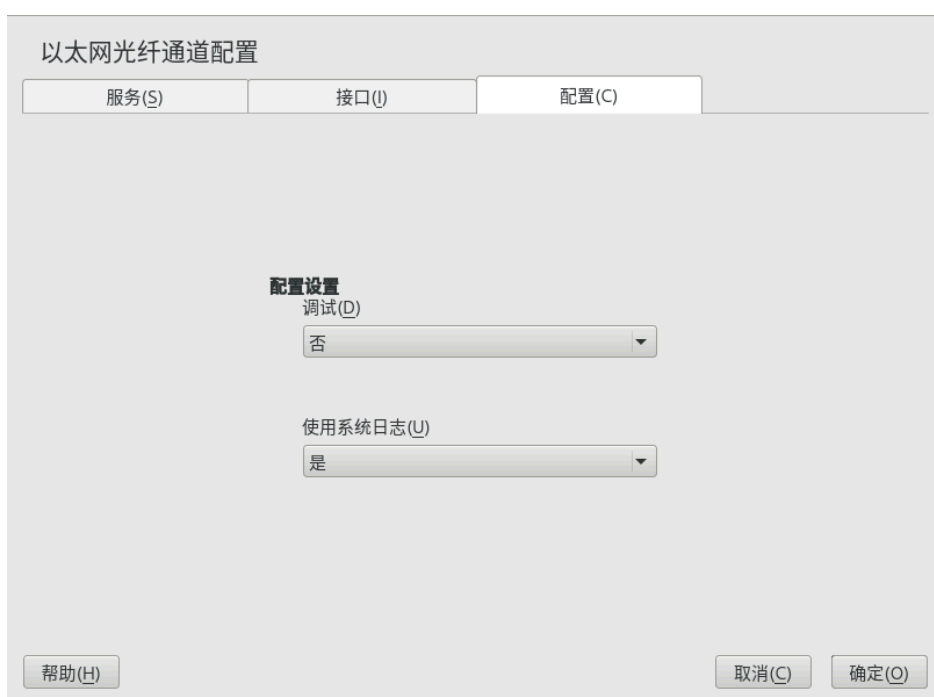 以太网光纤通道配置
服务(S) 接口(I) 配置(C)
配置设置
调试(D)
否
使用系统日志(U)
是
帮助(H) 取消(C) 确定(O)